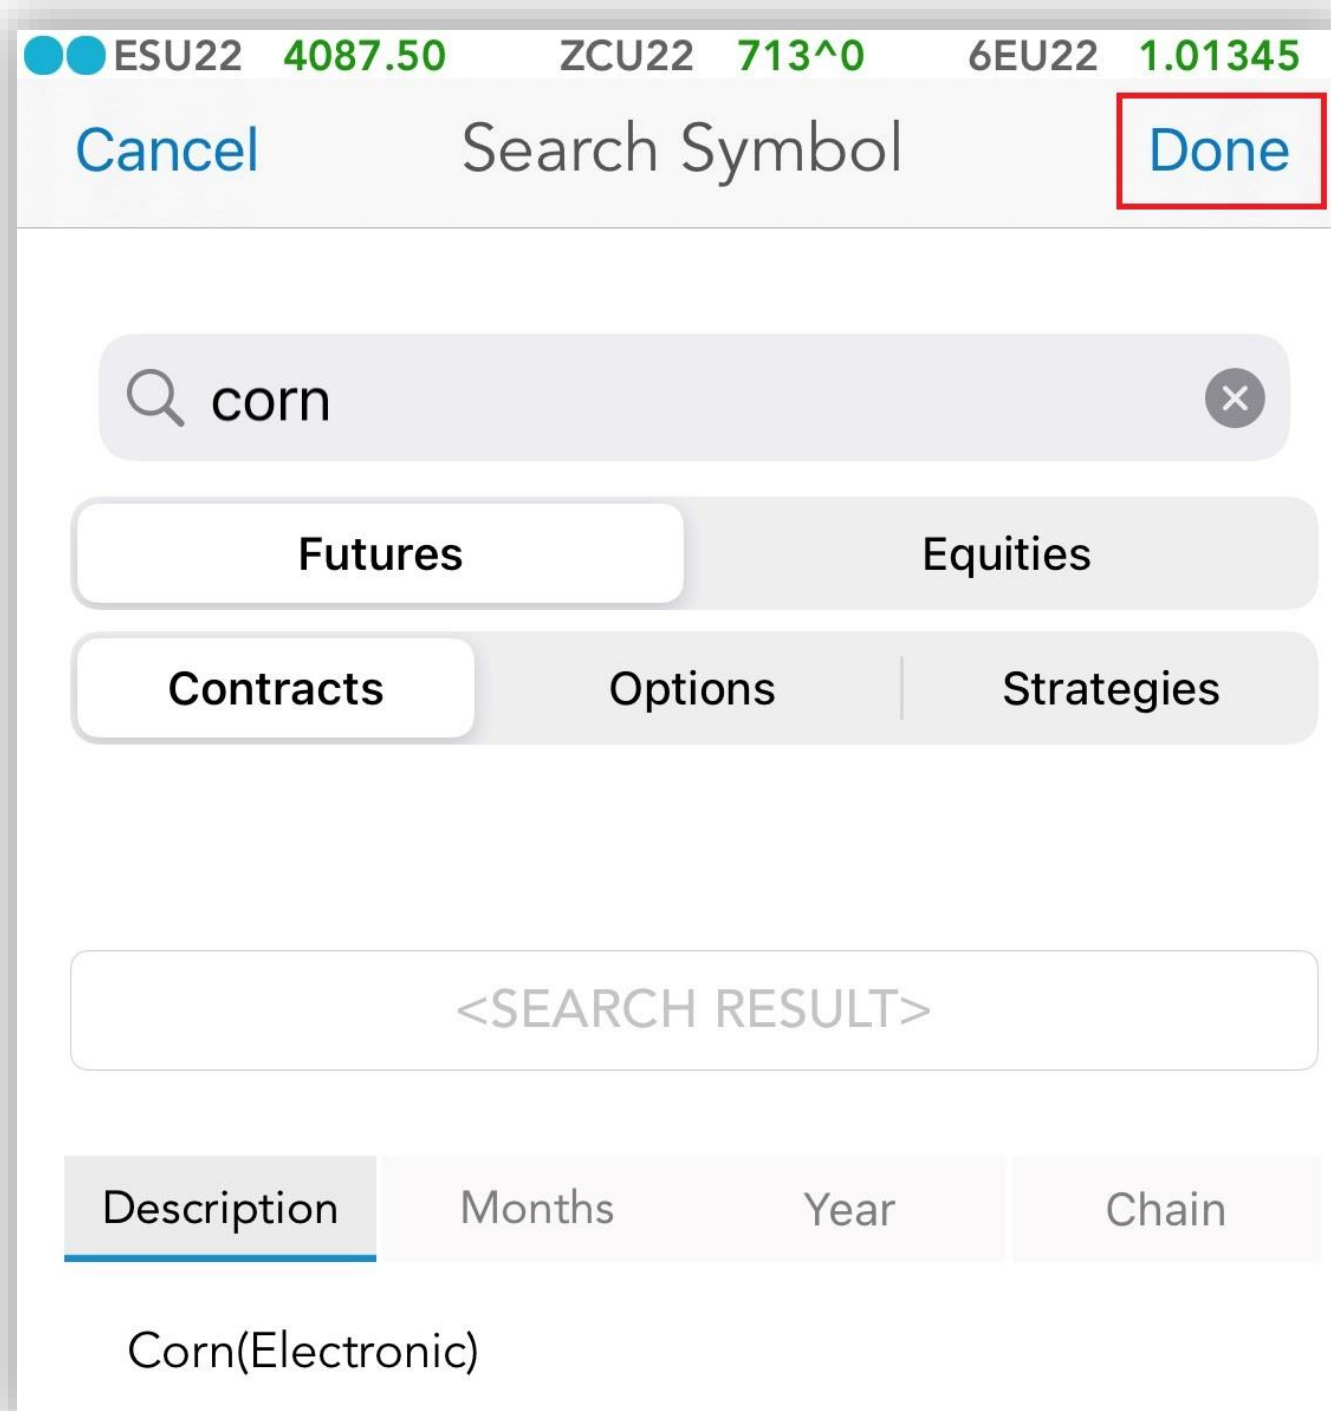 ESU22 4087.50 ZCU22 713^0 6EU22 1.01345
Cancel Search Symbol Done
corn
Futures Equities
Contracts Options Strategies
<SEARCH RESULT>
Description Months Year Chain
Corn(Electronic)